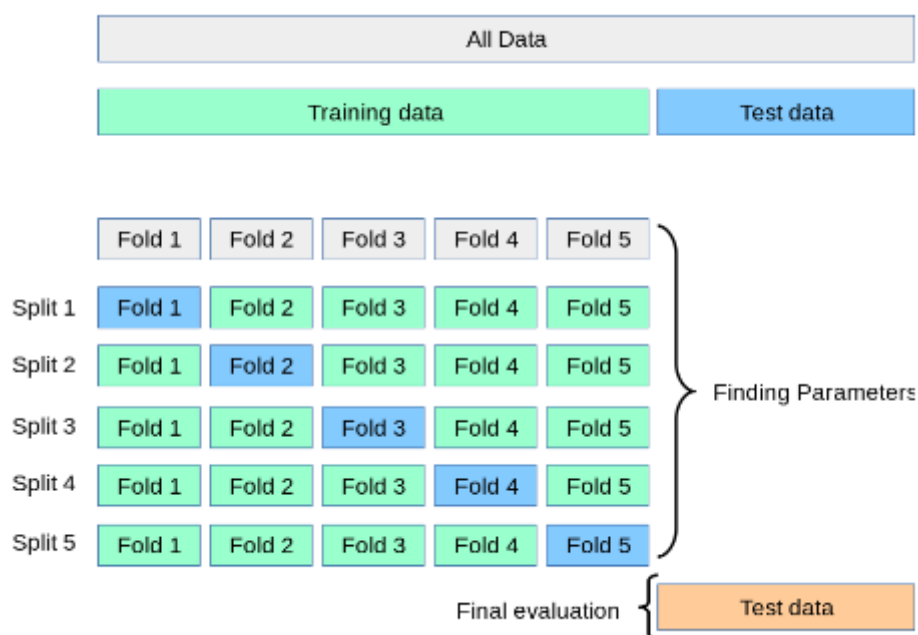 All Data
Training data Test data
Fold 1 Fold 2 Fold 3 Fold 4 Fold 5
Split 1 Fold 1 Fold 2 Fold 3 Fold 4 Fold 5
Split 2 Fold 1 Fold 2 Fold 3 Fold 4 Fold 5
Split 3 Fold 1 Fold 2 Fold 3 Fold 4 Fold 5
Split 4 Fold 1 Fold 2 Fold 3 Fold 4 Fold 5
Split 5 Fold 1 Fold 2 Fold 3 Fold 4 Fold 5
Finding Parameters
Final evaluation Test data